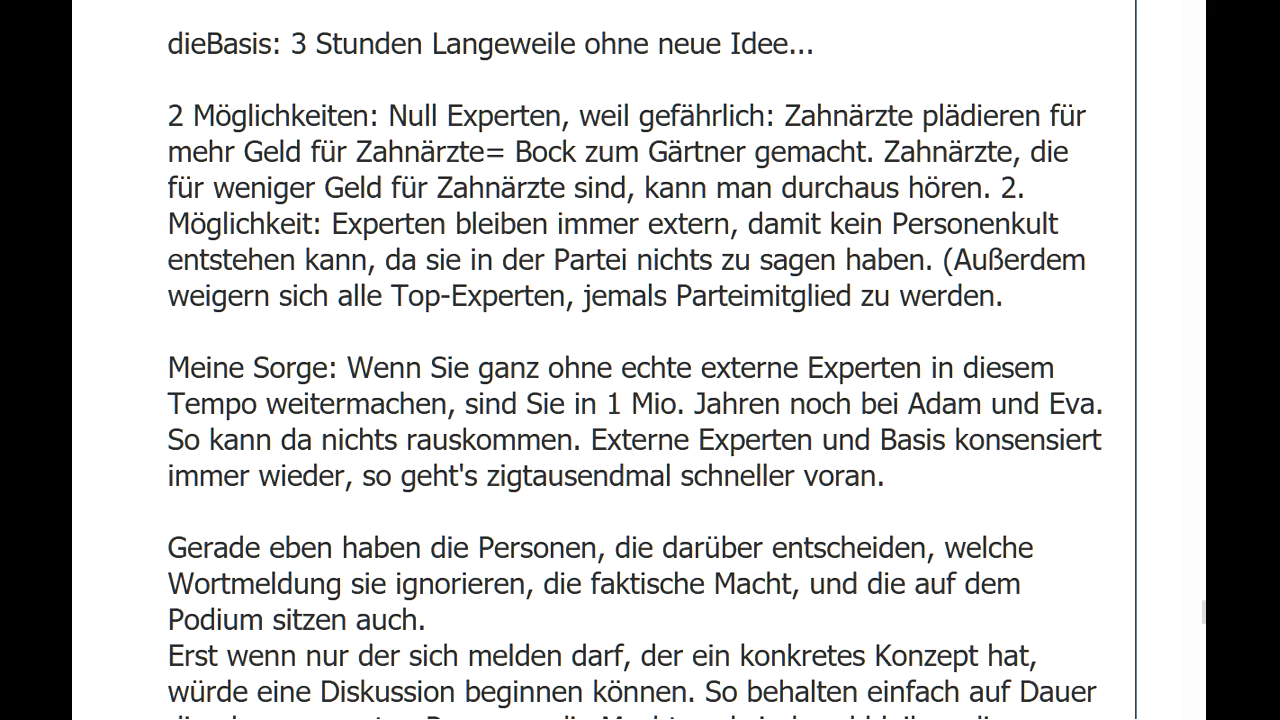 dieBasis: 3 Stunden Langeweile ohne neue Idee...
2 Möglichkeiten: Null Experten, weil gefährlich: Zahnärzte plädieren für
mehr Geld für Zahnärzte= Bock zum Gärtner gemacht. Zahnärzte, die
für weniger Geld für Zahnärzte sind, kann man durchaus hören. 2.
Möglichkeit: Experten bleiben immer extern, damit kein Personenkult
entstehen kann, da sie in der Partei nichts zu sagen haben. (Außerdem
weigern sich alle Top-Experten, jemals Parteimitglied zu werden.
Meine Sorge: Wenn Sie ganz ohne echte externe Experten in diesem
Tempo weitermachen, sind Sie in 1 Mio. Jahren noch bei Adam und Eva.
So kann da nichts rauskommen. Externe Experten und Basis konsensiert
immer wieder, so geht's zigtausendmal schneller voran.
Gerade eben haben die Personen, die darüber entscheiden, welche
Wortmeldung sie ignorieren, die faktische Macht, und die auf dem
Podium sitzen auch.
Erst wenn nur der sich melden darf, der ein konkretes Konzept hat,
würde eine Diskussion beginnen können. So behalten einfach auf Dauer